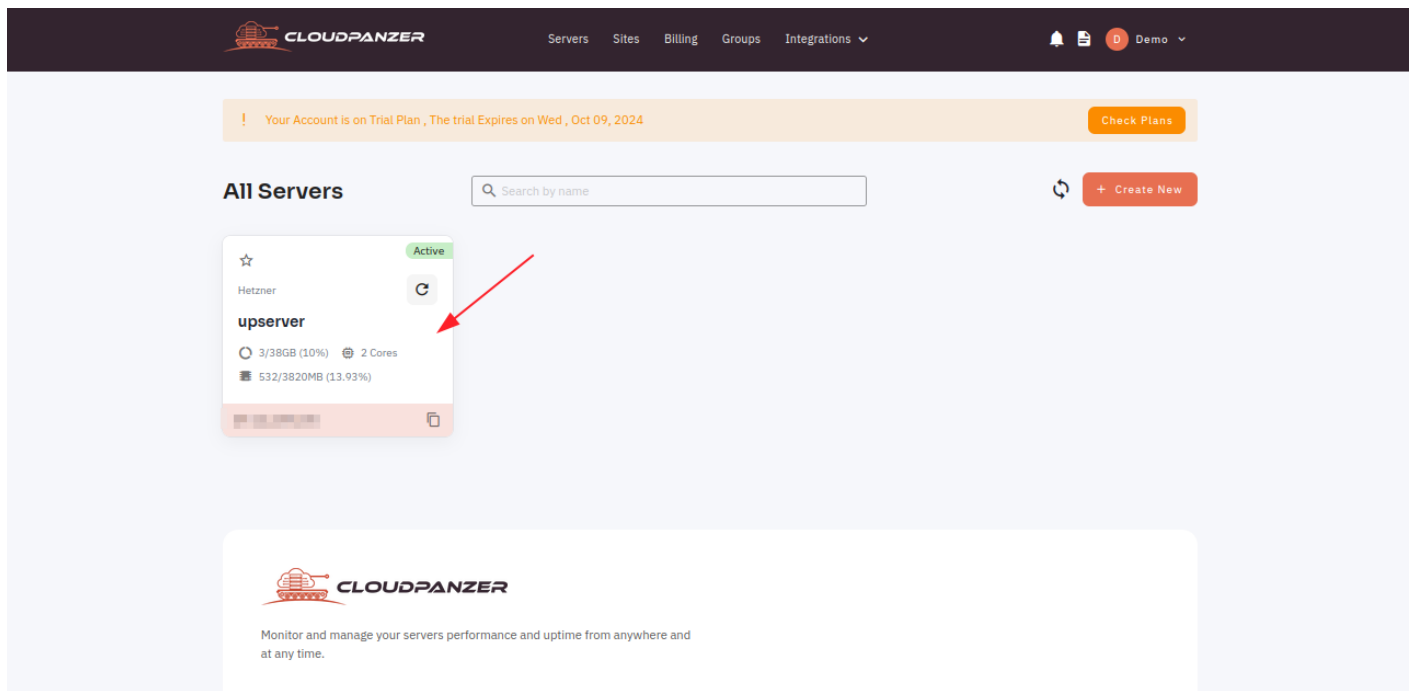 CLOUDPANZER Servers Sites Billing Groups Integrations D Demo
! Your Account is on Trial Plan , The trial Expires on Wed , Oct 09, 2024 Check Plans
All Servers Search by name + Create New
Active
Hetzner
upserver
3/38GB (10%) 2 Cores
532/3820MB (13.93%)
CLOUDPANZER
Monitor and manage your servers performance and uptime from anywhere and
at any time.